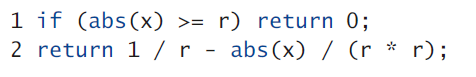 1 if (abs(x) >= r) return 0;
2 return 1 / r - abs(x) / (r * r);